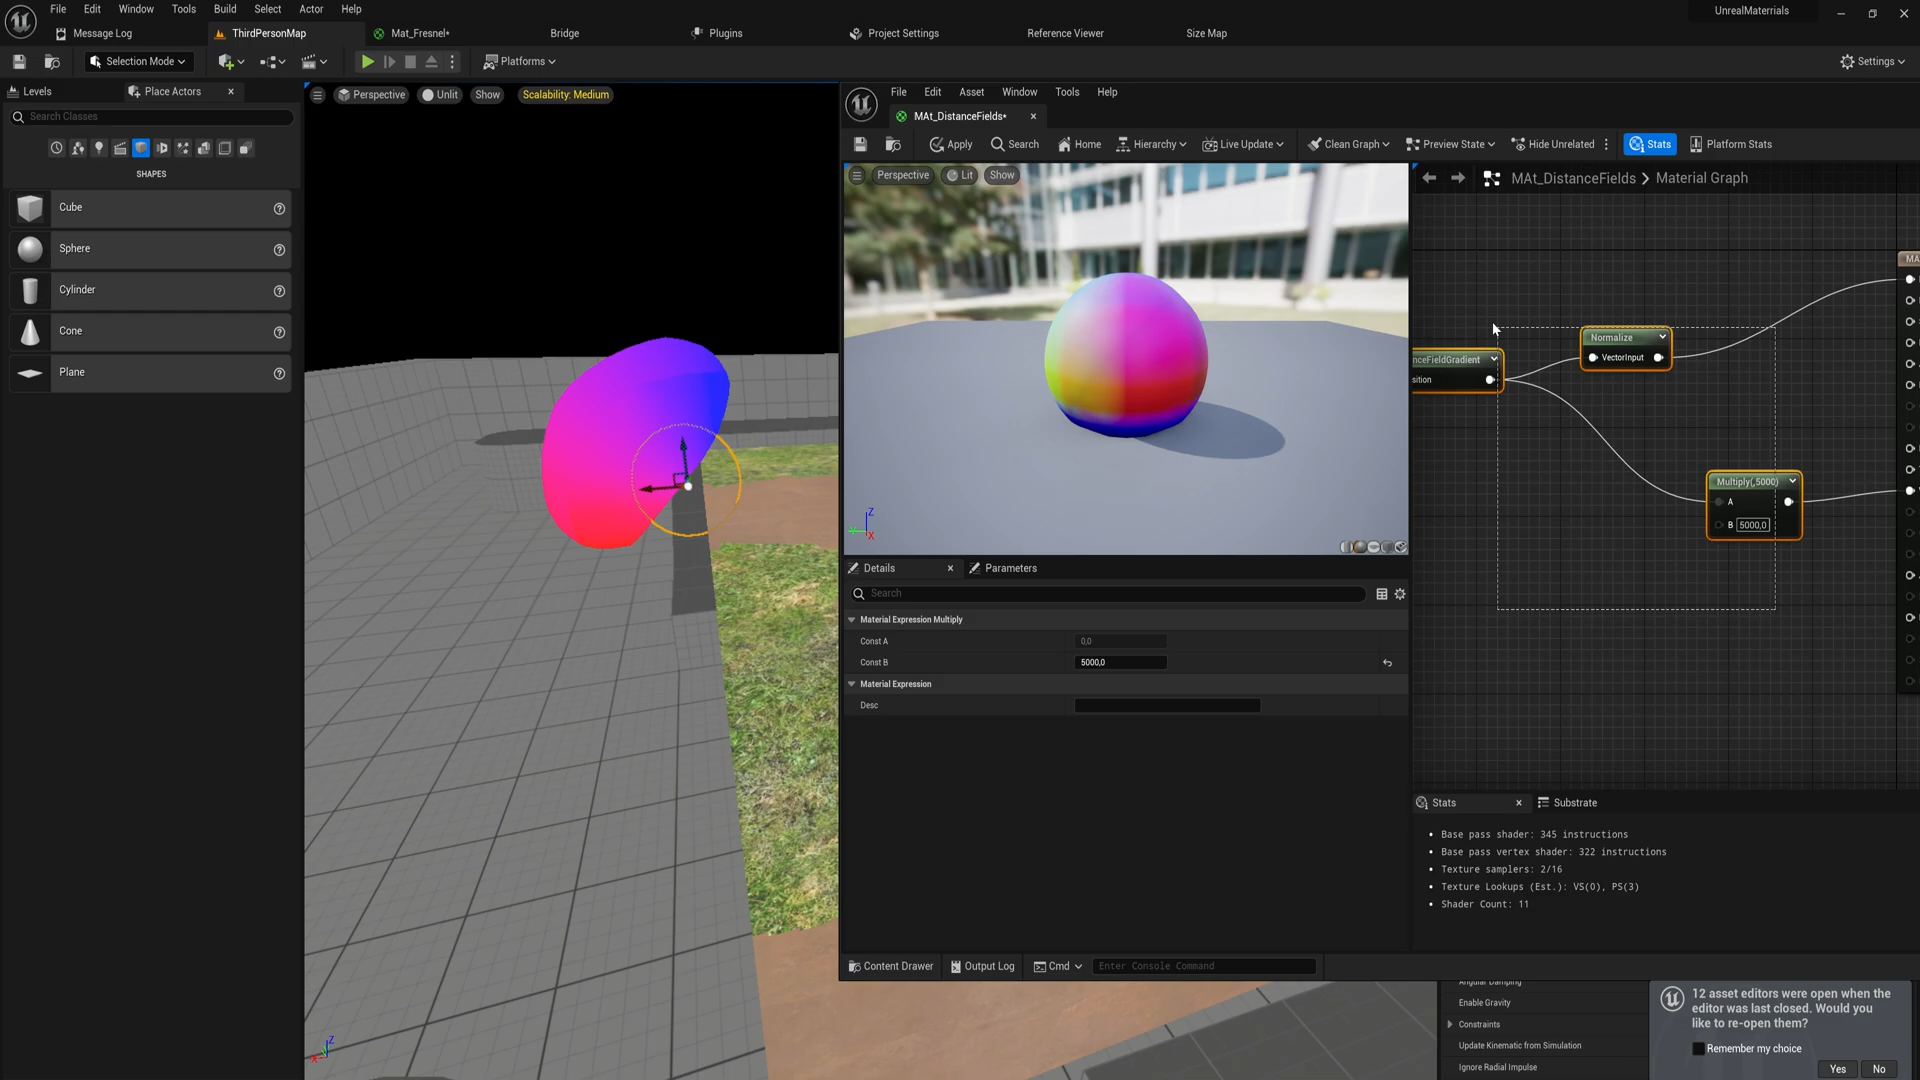 File Edit Window Tools Build Select Actor Help
UnrealMaterials
Message Log
ThirdPersonMap
Mat_Fresnel*
Bridge
Plugins
Project Settings
Reference Viewer
Size Map
Selection Mode
Platforms
Settings
Levels
Place Actors
Search Classes
SHAPES
Cube
Sphere
Cylinder
Cone
Plane
Perspective
Unlit
Show
Scalability: Medium
File Edit Asset Window Tools Help
MAt_DistanceFields*
Apply
Search
Home
Hierarchy
Live Update
Clean Graph
Preview State
Hide Unrelated
Stats
Platform Stats
Perspective
Lit
Show
MAt_DistanceFields > Material Graph
MA
Normalize
VectorInput
nceFieldGradient
sition
Multiply(,5000)
A
B 5000,0
Z
X
Details
Parameters
Search
Material Expression Multiply
Const A 0,0
Const B 5000,0
Material Expression
Desc
Stats
Substrate
Base pass shader: 345 instructions
Base pass vertex shader: 322 instructions
Texture samplers: 2/16
Texture Lookups (Est.): VS(0), PS(3)
Shader Count: 11
Content Drawer
Output Log
Cmd
Enter Console Command
Angular Damping
Enable Gravity
Constraints
Update Kinematic from Simulation
Ignore Radial Impulse
12 asset editors were open when the
editor was last closed. Would you
like to re-open them?
Remember my choice
Yes
No
Z
X